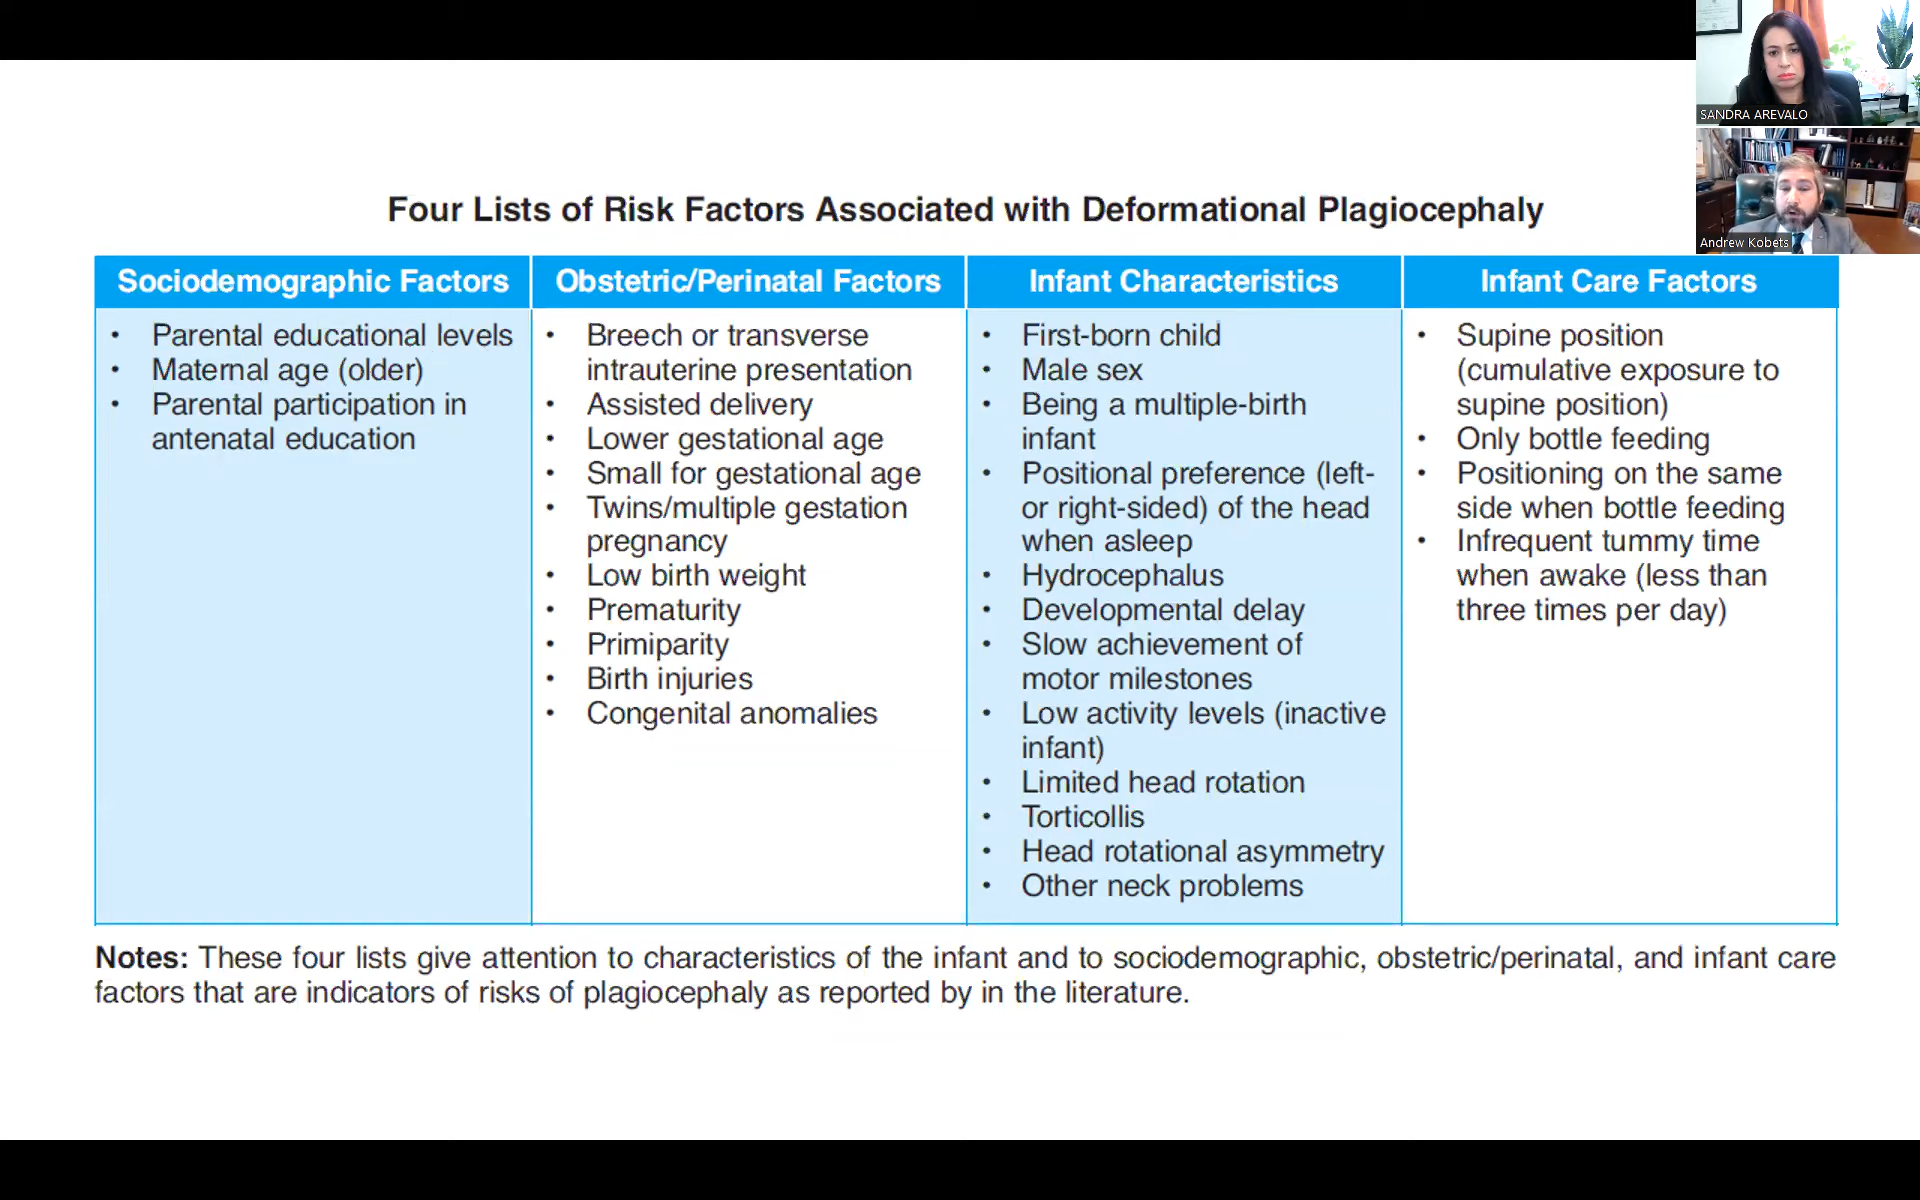 SANDRA AREVALO
Andrew Kobets
Four Lists of Risk Factors Associated with Deformational Plagiocephaly
Sociodemographic Factors
• Parental educational levels
• Maternal age (older)
• Parental participation in
antenatal education
Obstetric/Perinatal Factors
• Breech or transverse
intrauterine presentation
• Assisted delivery
• Lower gestational age
• Small for gestational age
• Twins/multiple gestation
pregnancy
• Low birth weight
• Prematurity
• Primiparity
• Birth injuries
• Congenital anomalies
Infant Characteristics
• First-born child
• Male sex
• Being a multiple-birth
infant
• Positional preference (left-
or right-sided) of the head
when asleep
• Hydrocephalus
• Developmental delay
• Slow achievement of
motor milestones
• Low activity levels (inactive
infant)
• Limited head rotation
• Torticollis
• Head rotational asymmetry
• Other neck problems
Infant Care Factors
• Supine position
(cumulative exposure to
supine position)
• Only bottle feeding
• Positioning on the same
side when bottle feeding
• Infrequent tummy time
when awake (less than
three times per day)
Notes: These four lists give attention to characteristics of the infant and to sociodemographic, obstetric/perinatal, and infant care
factors that are indicators of risks of plagiocephaly as reported by in the literature.